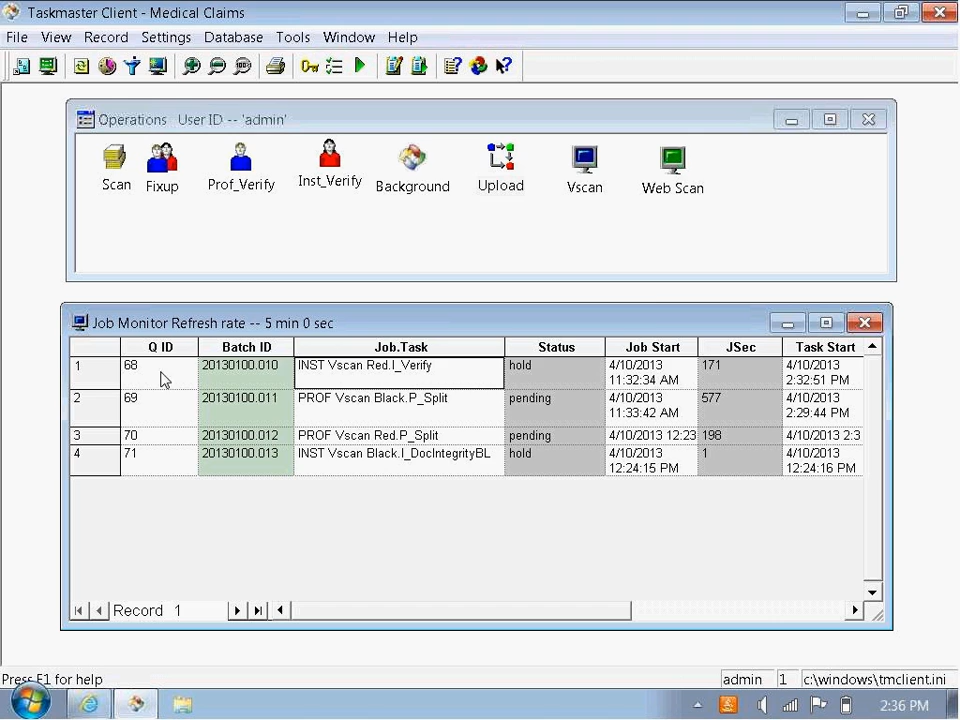 Taskmaster Client - Medical Claims
File View Record Settings Database Tools Window Help
Operations User ID -- 'admin'
Scan Fixup Prof_Verify Inst_Verify Background Upload Vscan Web Scan
Job Monitor Refresh rate -- 5 min 0 sec
Q ID Batch ID Job.Task Status Job Start JSec Task Start
1 68 20130100.010 INST Vscan Red.I_Verify hold 4/10/2013 171 4/10/2013
11:32:34 AM 2:32:51 PM
2 69 20130100.011 PROF Vscan Black.P_Split pending 4/10/2013 577 4/10/2013
11:33:42 AM 2:29:44 PM
3 70 20130100.012 PROF Vscan Red.P_Split pending 4/10/2013 12:23 198 4/10/2013 2:3
4 71 20130100.013 INST Vscan Black.I_DocIntegrityBL hold 4/10/2013 1 4/10/2013
12:24:15 PM 12:24:16 PM
Record 1
Press F1 for help admin 1 c:\windows\tmclient.ini
2:36 PM